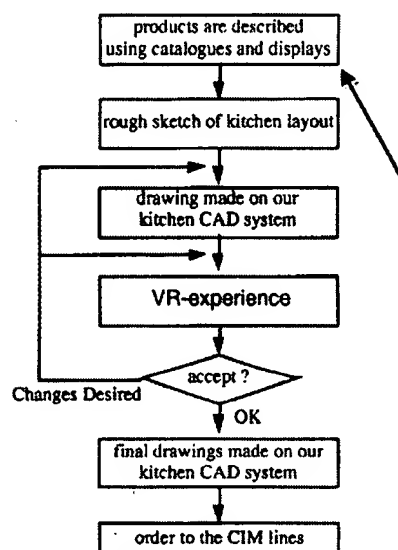 products are described
using catalogues and displays
rough sketch of kitchen layout
drawing made on our
kitchen CAD system
VR-experience
accept ?
Changes Desired
OK
final drawings made on our
kitchen CAD system
order to the CIM lines